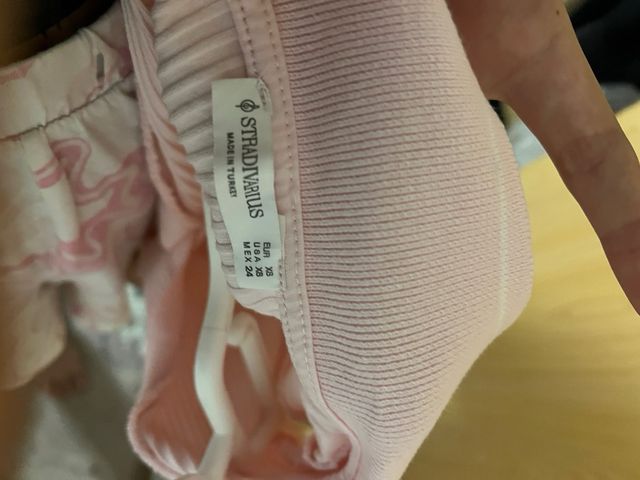 STRADIVARIUS
MADE IN TURKEY
EUR XS
USA XS
MEX 24